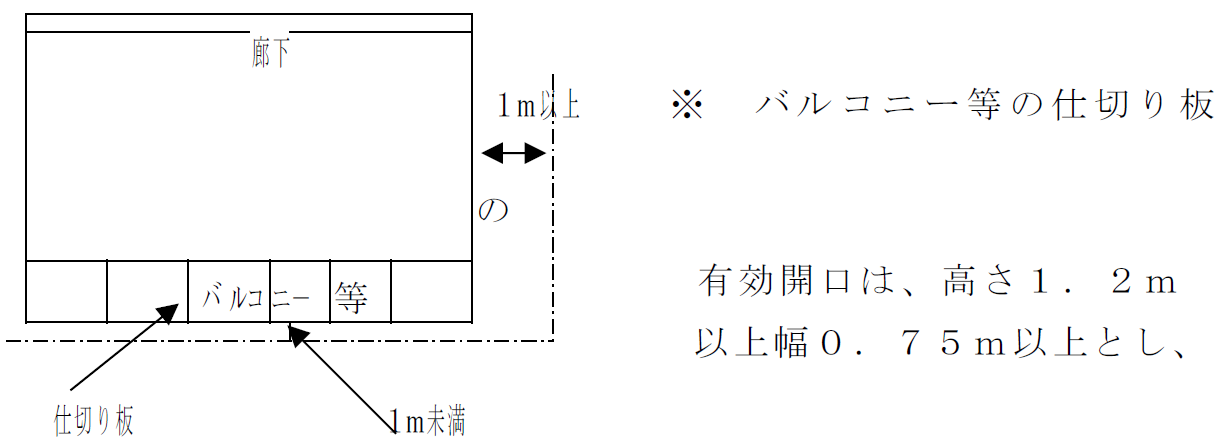 廊下
1m以上
※　バルコニー等の仕切り板
の
有効開口は、高さ１．２ｍ
バルコニー 等
以上幅０．７５ｍ以上とし、
仕切り板
1m未満